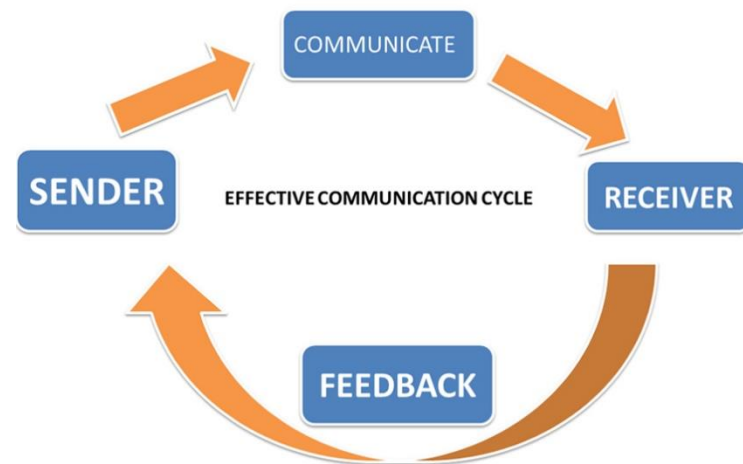 COMMUNICATE
SENDER
EFFECTIVE COMMUNICATION CYCLE
RECEIVER
FEEDBACK